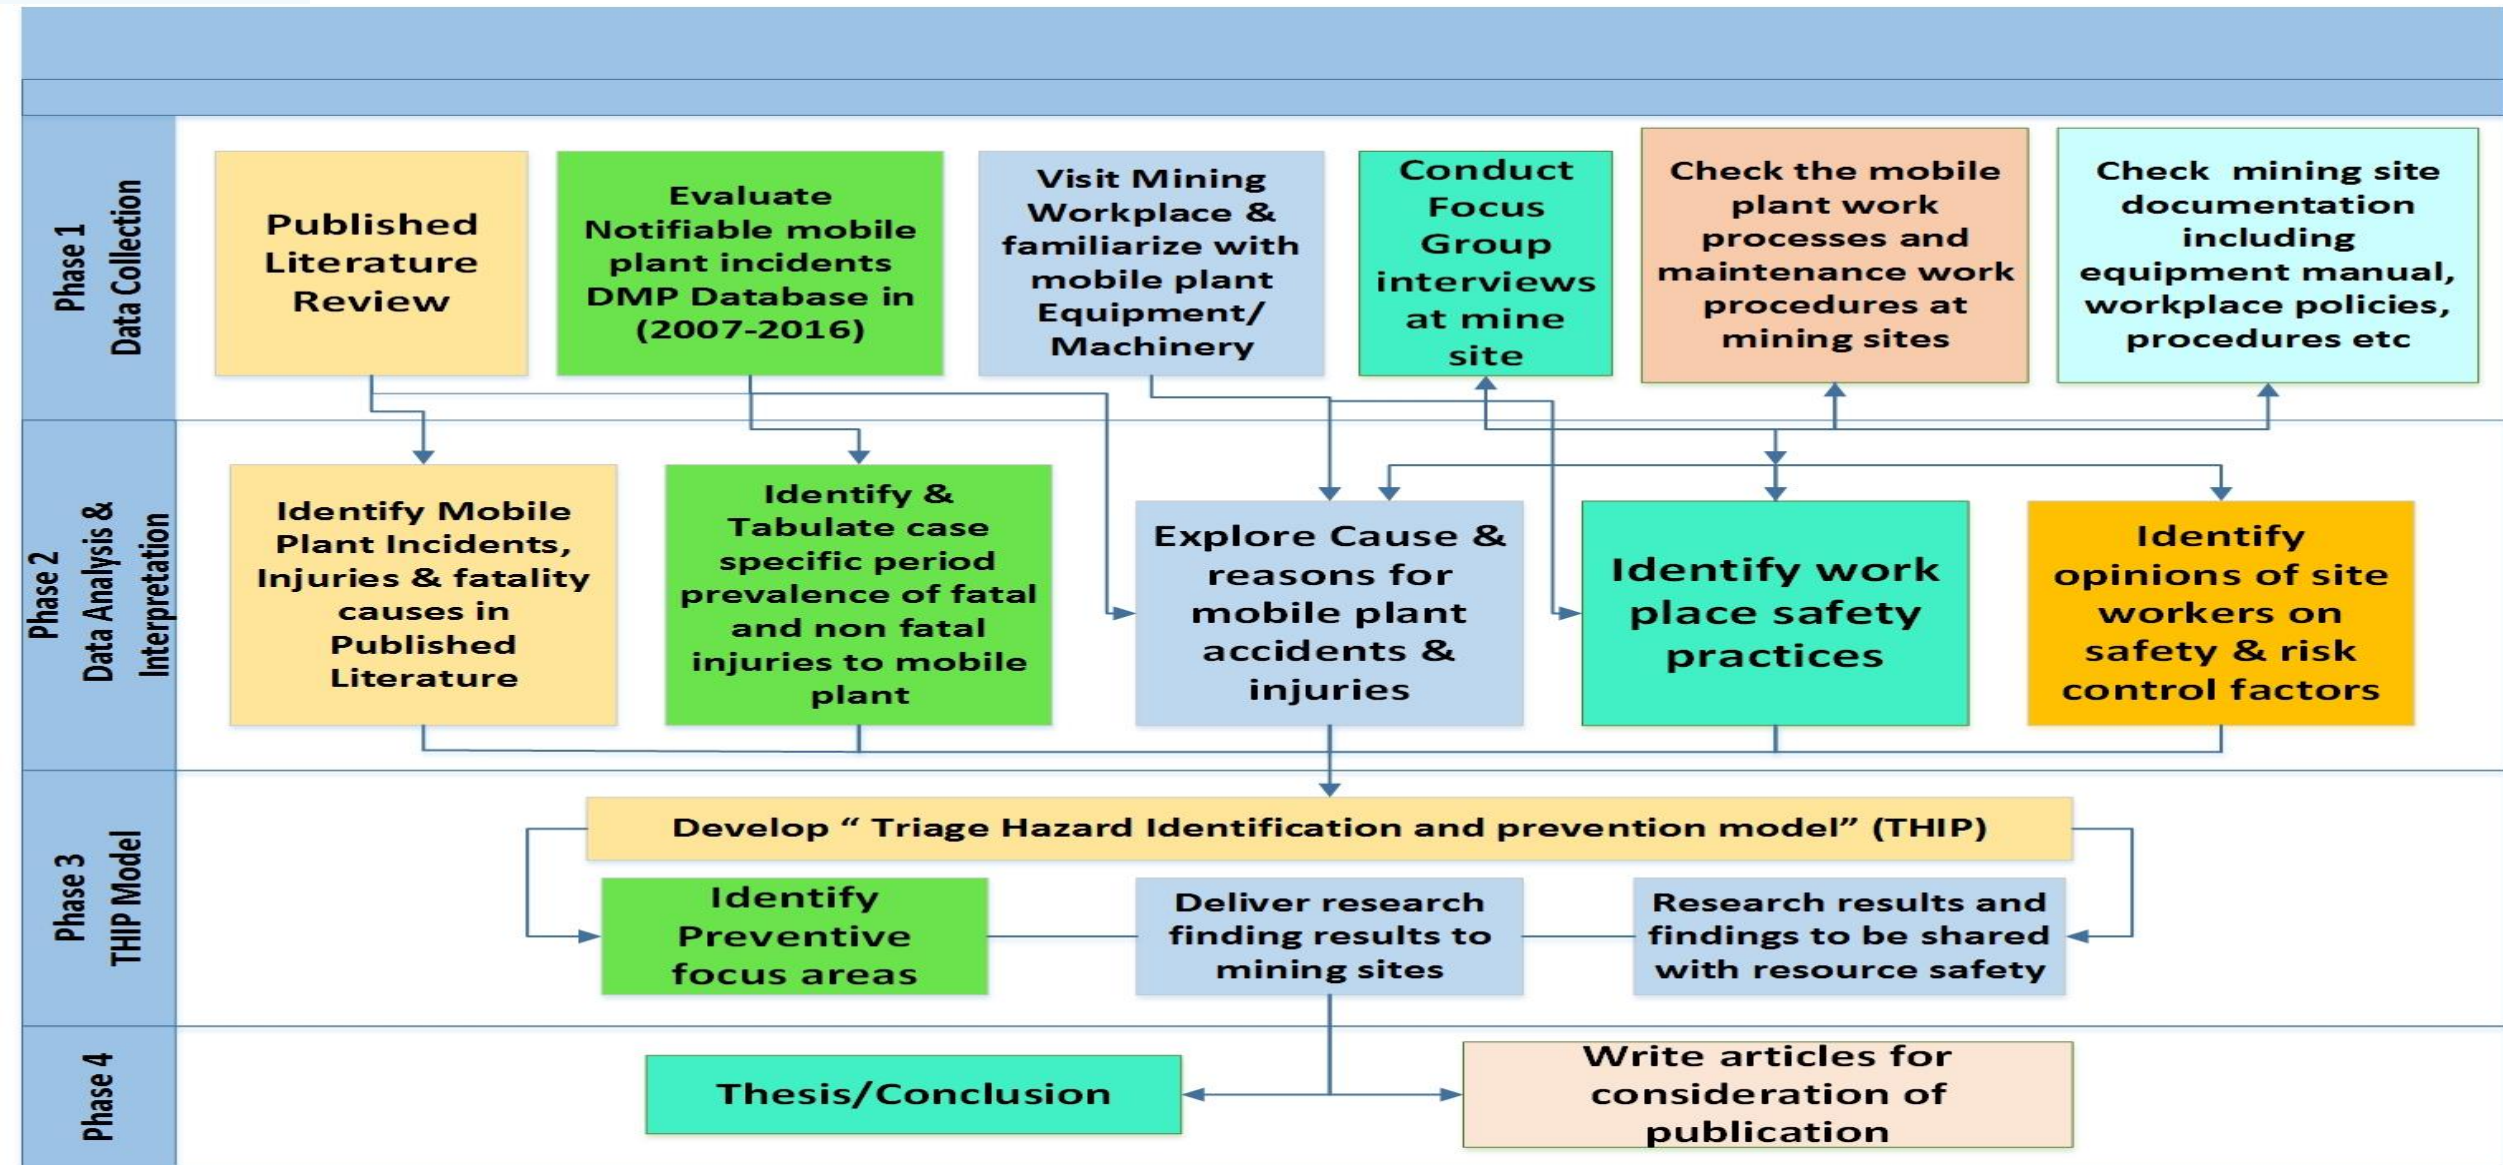 Phase 1
Data Collection
Published
Literature
Review
Evaluate
Notifiable mobile
plant incidents
DMP Database in
(2007-2016)
Visit Mining
Workplace &
familiarize with
mobile plant
Equipment/
Machinery
Conduct
Focus
Group
interviews
at mine
site
Check the mobile
plant work
processes and
maintenance work
procedures at
mining sites
Check mining site
documentation
including
equipment manual,
workplace policies,
procedures etc
Phase 2
Data Analysis &
Interpretation
Identify Mobile
Plant Incidents,
Injuries & fatality
causes in
Published
Literature
Identify &
Tabulate case
specific period
prevalence of fatal
and non fatal
injuries to mobile
plant
Explore Cause &
reasons for
mobile plant
accidents &
injuries
Identify work
place safety
practices
Identify
opinions of site
workers on
safety & risk
control factors
Phase 3
THIP Model
Develop “ Triage Hazard Identification and prevention model” (THIP)
Identify
Preventive
focus areas
Deliver research
finding results to
mining sites
Research results and
findings to be shared
with resource safety
Phase 4
Thesis/Conclusion
Write articles for
consideration of
publication